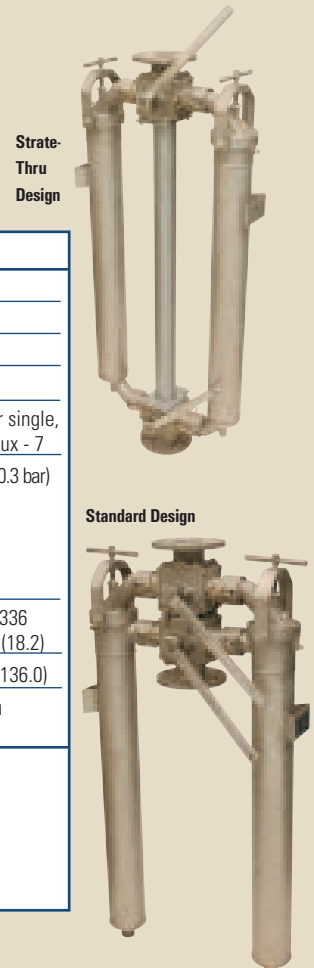 Strate-
Thru
Design
r single,
ux - 7
0.3 bar)
Standard Design
336
(18.2)
136.0)